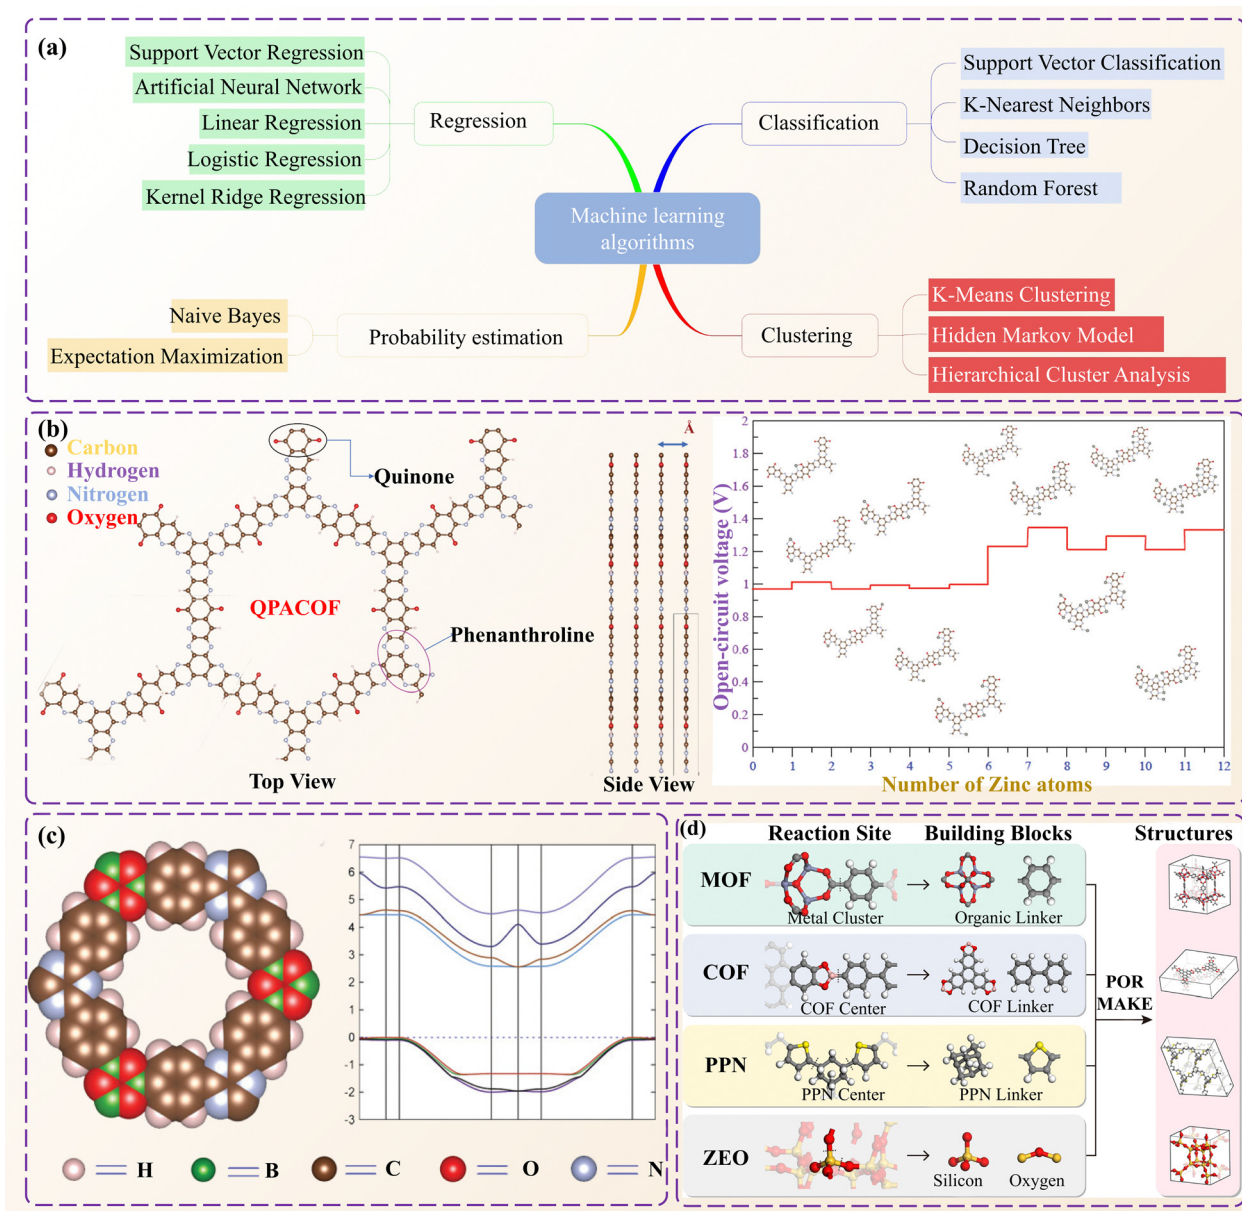 (a)
Support Vector Regression
Artificial Neural Network
Linear Regression
Logistic Regression
Kernel Ridge Regression
Regression
Classification
Support Vector Classification
K-Nearest Neighbors
Decision Tree
Random Forest
Machine learning
algorithms
Naive Bayes
Expectation Maximization
Probability estimation
Clustering
K-Means Clustering
Hidden Markov Model
Hierarchical Cluster Analysis
(b)
Carbon
Hydrogen
Nitrogen
Oxygen
Quinone
QPACOF
Phenanthroline
Top View
Å
Side View
Open-circuit voltage (V)
2
1.8
1.6
1.4
1.2
1
0.8
0.6
0.4
0.2
0
0 1 2 3 4 5 6 7 8 9 10 11 12
Number of Zinc atoms
(c)
7
6
5
4
3
2
1
0
-1
-2
-3
H B C O N
(d)
Reaction Site Building Blocks Structures
MOF
Metal Cluster Organic Linker
COF
COF Center COF Linker
POR
MAKE
PPN
PPN Center PPN Linker
ZEO
Silicon Oxygen